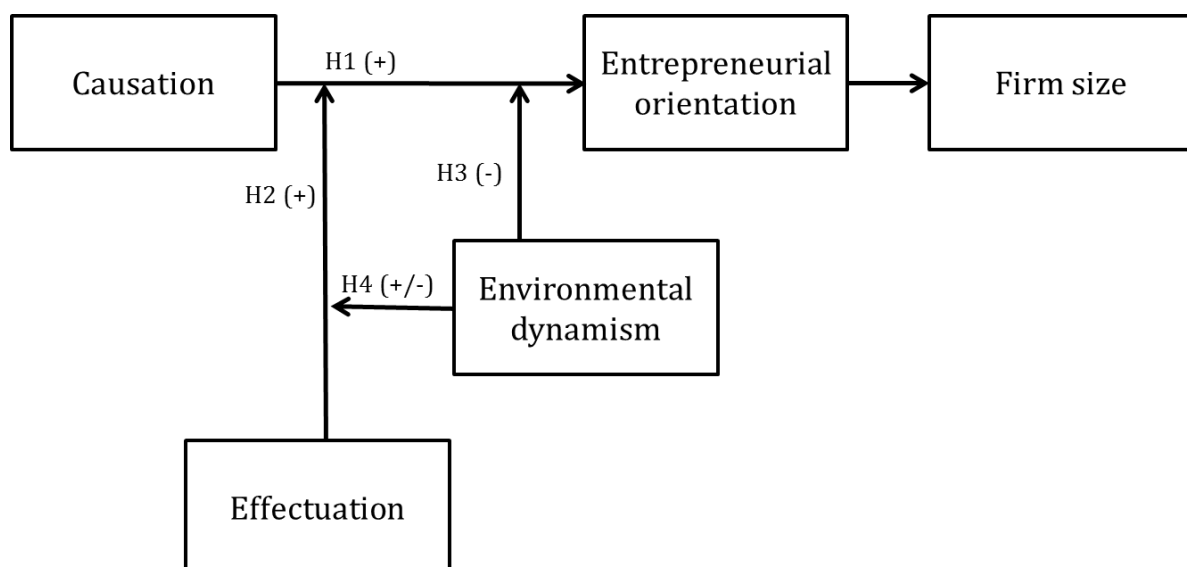 Causation
H1 (+)
Entrepreneurial
orientation
Firm size
H2 (+)
H3 (-)
H4 (+/-)
Environmental
dynamism
Effectuation